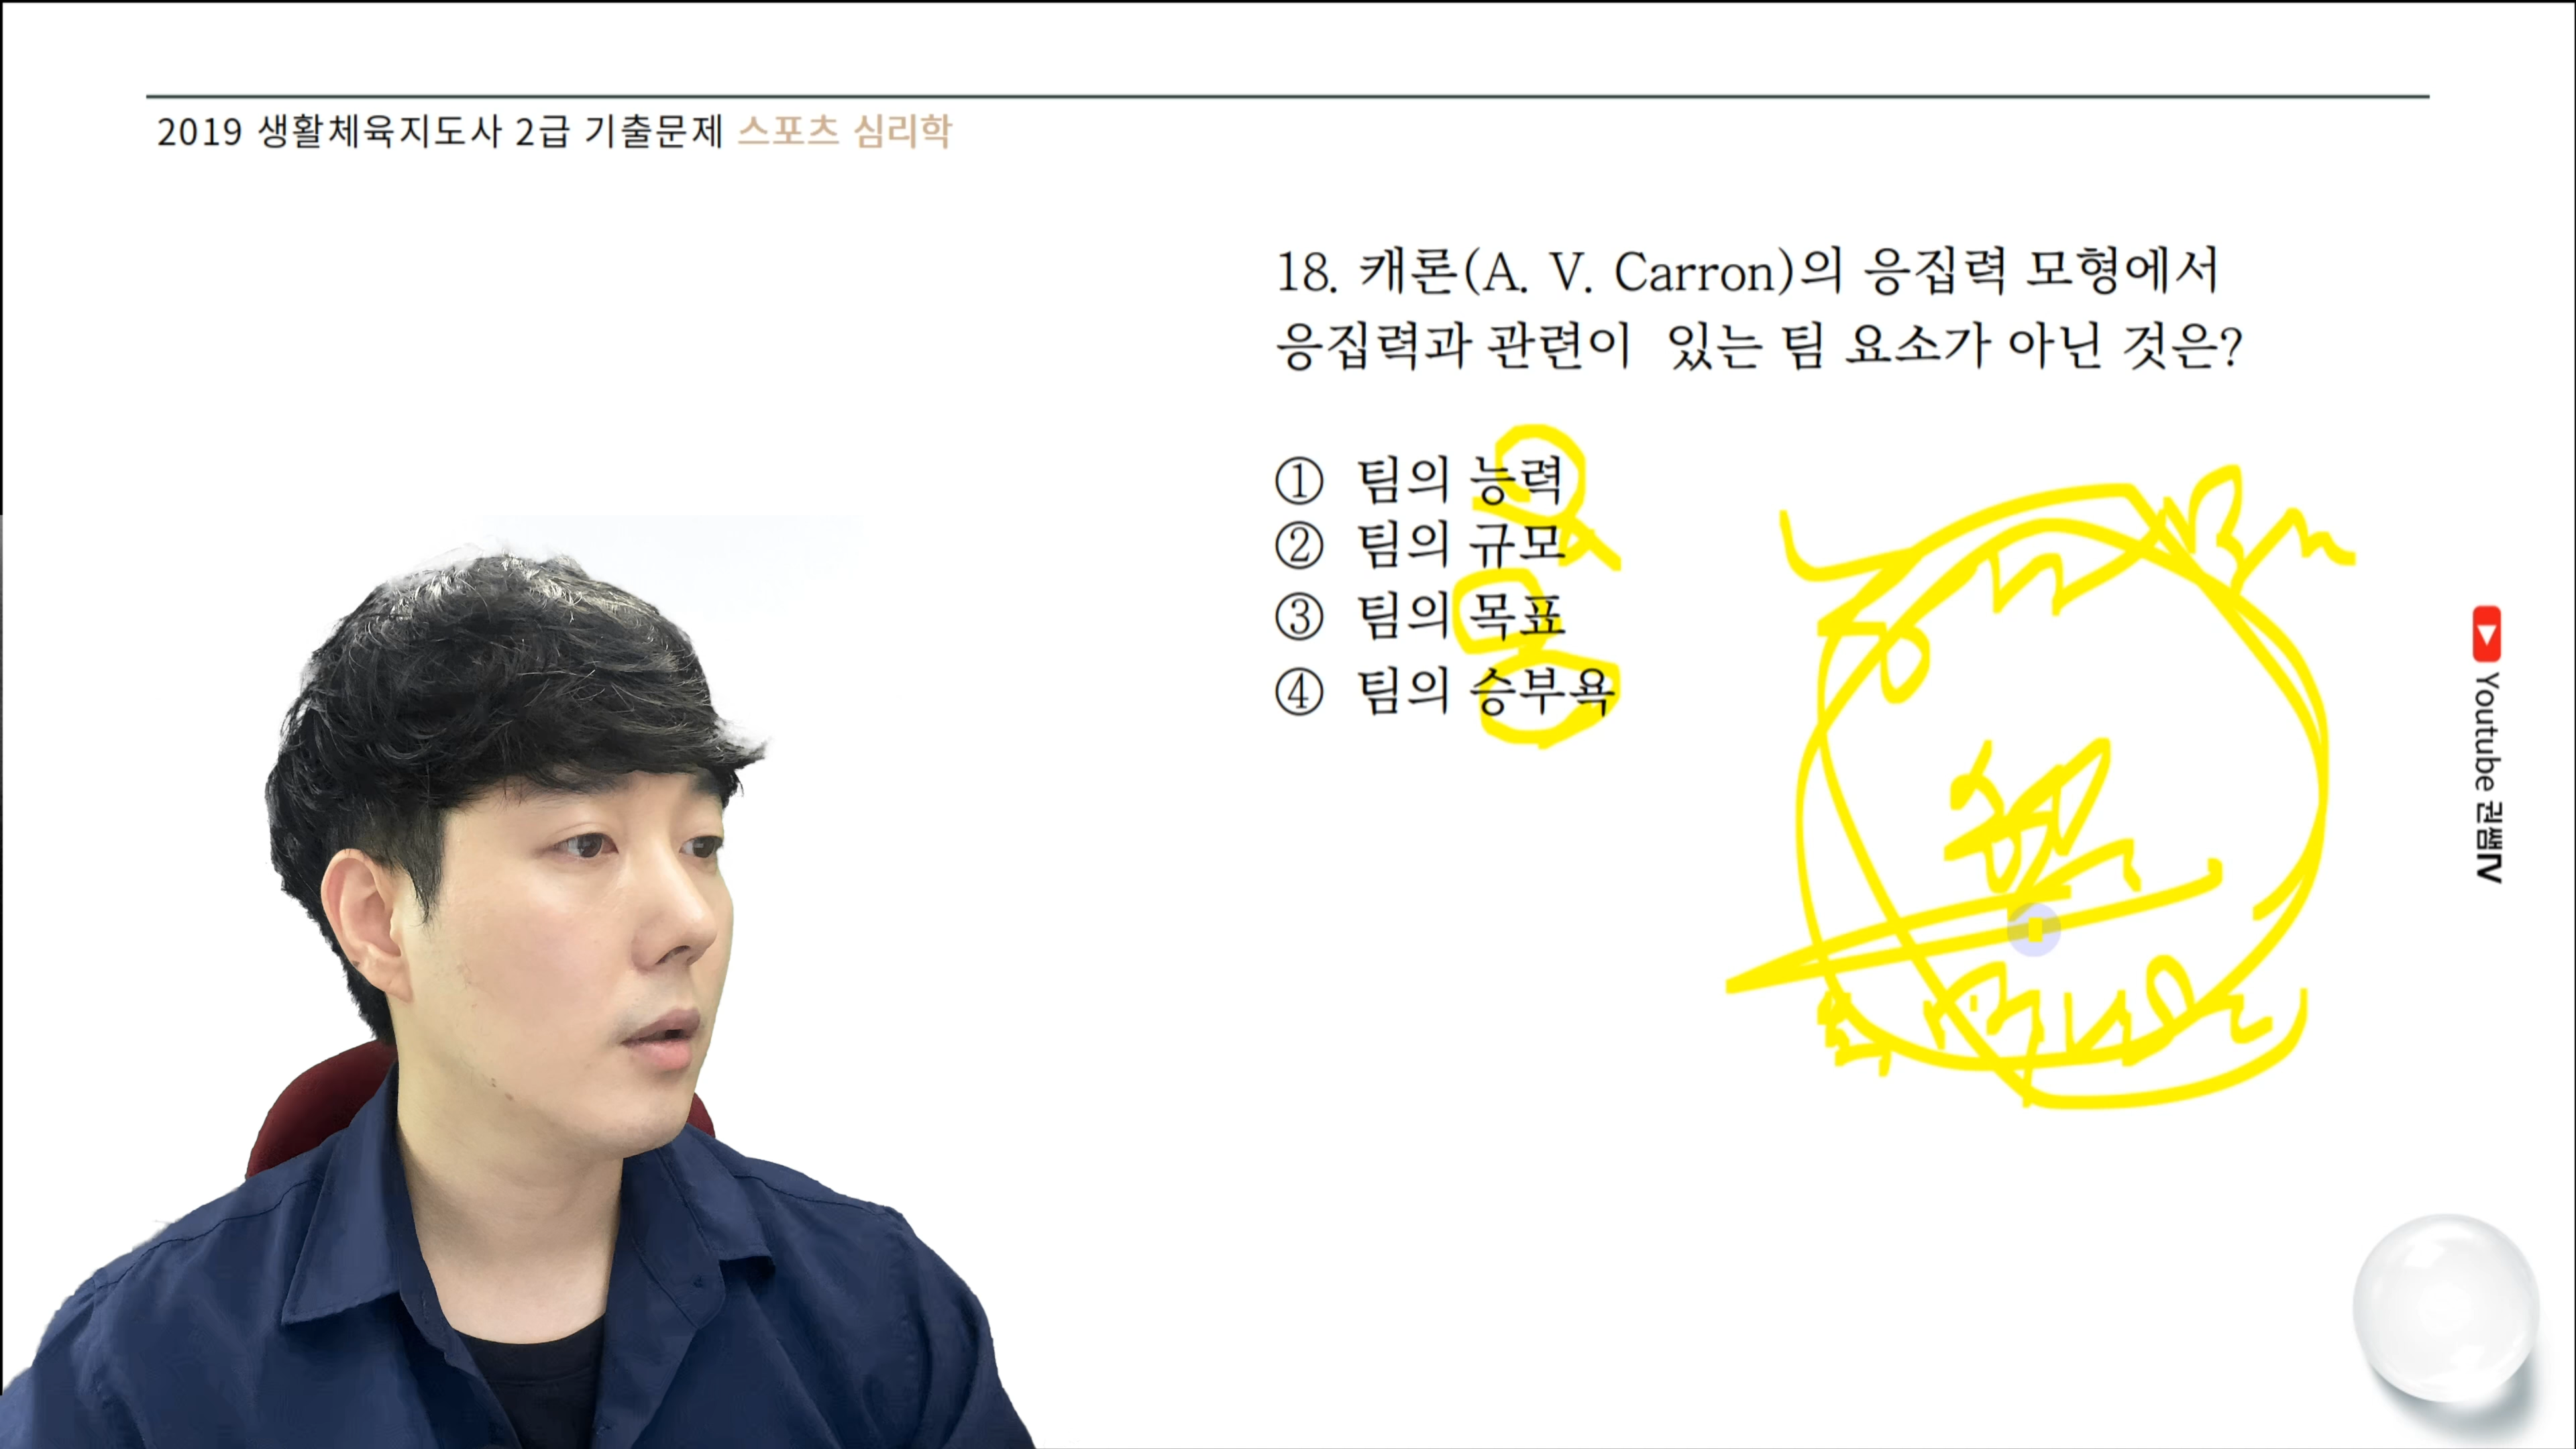 2019 생활체육지도사 2급 기출문제 스포츠 심리학
18. 캐론(A. V. Carron)의 응집력 모형에서
응집력과 관련이 있는 팀 요소가 아닌 것은?
① 팀의 능력
② 팀의 규모
③ 팀의 목표
④ 팀의 승부욕
Youtube 권쌤TV